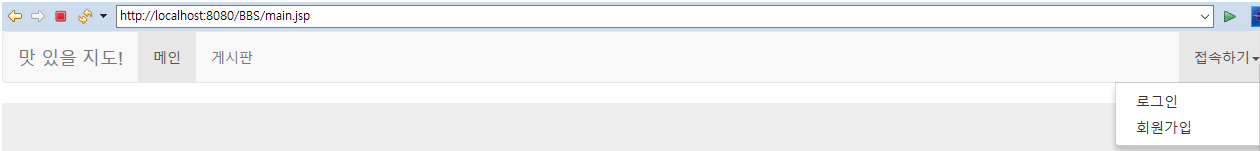 http://localhost:8080/BBS/main.jsp
맛 있을 지도! 메인 게시판 접속하기
로그인
회원가입